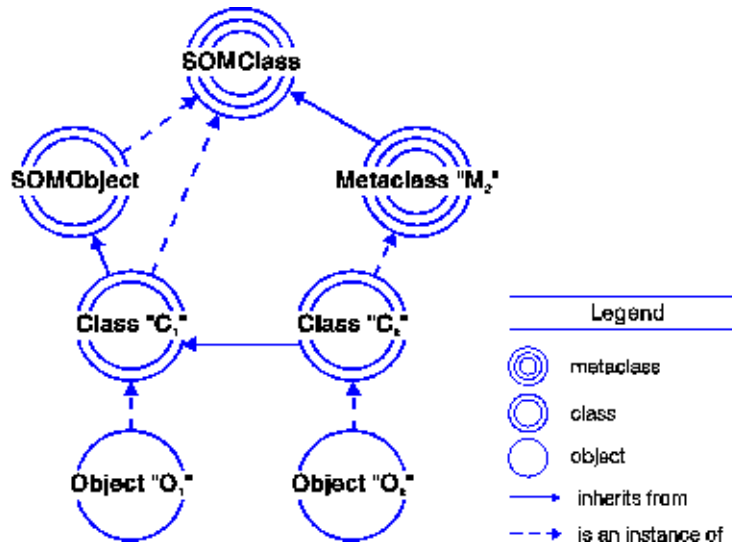 SOMClass
SOMObject
Metaclass "M₂"
Class "C₁"
Class "C₂"
Legend
metaclass
class
object
Object "O₁"
Object "O₂"
inherits from
is an instance of